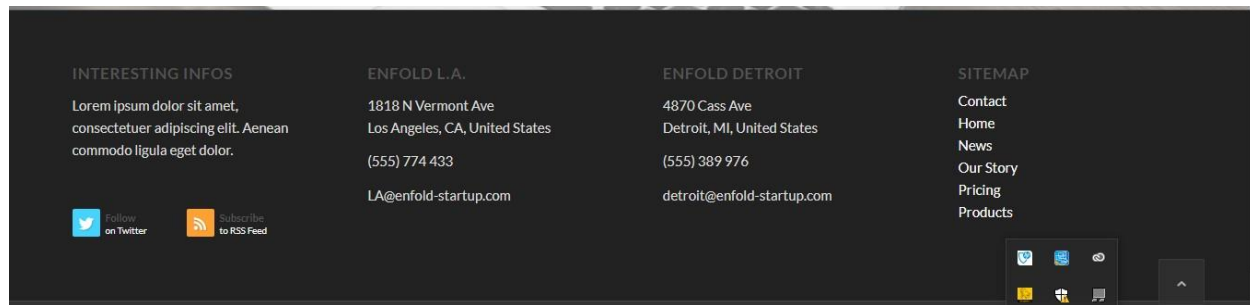 INTERESTING INFOS
Lorem ipsum dolor sit amet,
consectetuer adipiscing elit. Aenean
commodo ligula eget dolor.
Follow
on Twitter
Subscribe
to RSS Feed
ENFOLD L.A.
1818 N Vermont Ave
Los Angeles, CA, United States
(555) 774 433
LA@enfold-startup.com
ENFOLD DETROIT
4870 Cass Ave
Detroit, MI, United States
(555) 389 976
detroit@enfold-startup.com
SITEMAP
Contact
Home
News
Our Story
Pricing
Products